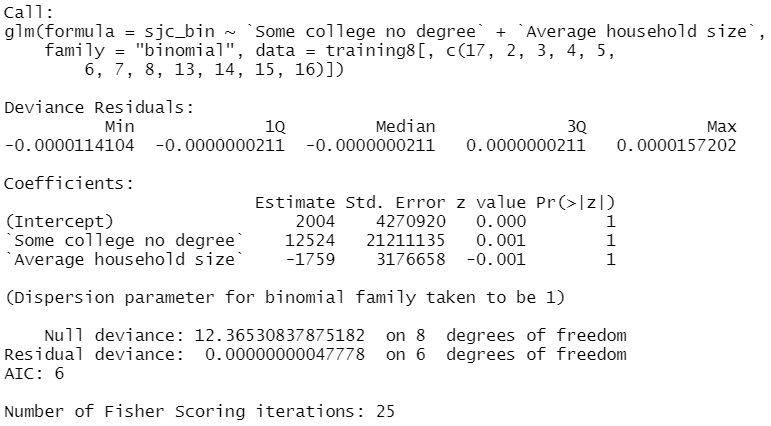 Call:
glm(formula = sjc_bin ~ `Some college no degree` + `Average household size`,
    family = "binomial", data = training8[, c(17, 2, 3, 4, 5,
        6, 7, 8, 13, 14, 15, 16)])

Deviance Residuals:
          Min            1Q        Median            3Q           Max
-0.0000114104 -0.0000000211 -0.0000000211  0.0000000211  0.0000157202

Coefficients:
                         Estimate Std. Error z value Pr(>|z|)
(Intercept)                  2004    4270920   0.000        1
`Some college no degree`    12524   21211135   0.001        1
`Average household size`    -1759    3176658  -0.001        1

(Dispersion parameter for binomial family taken to be 1)

    Null deviance: 12.36530837875182  on 8  degrees of freedom
Residual deviance:  0.00000000047778  on 6  degrees of freedom
AIC: 6

Number of Fisher Scoring iterations: 25